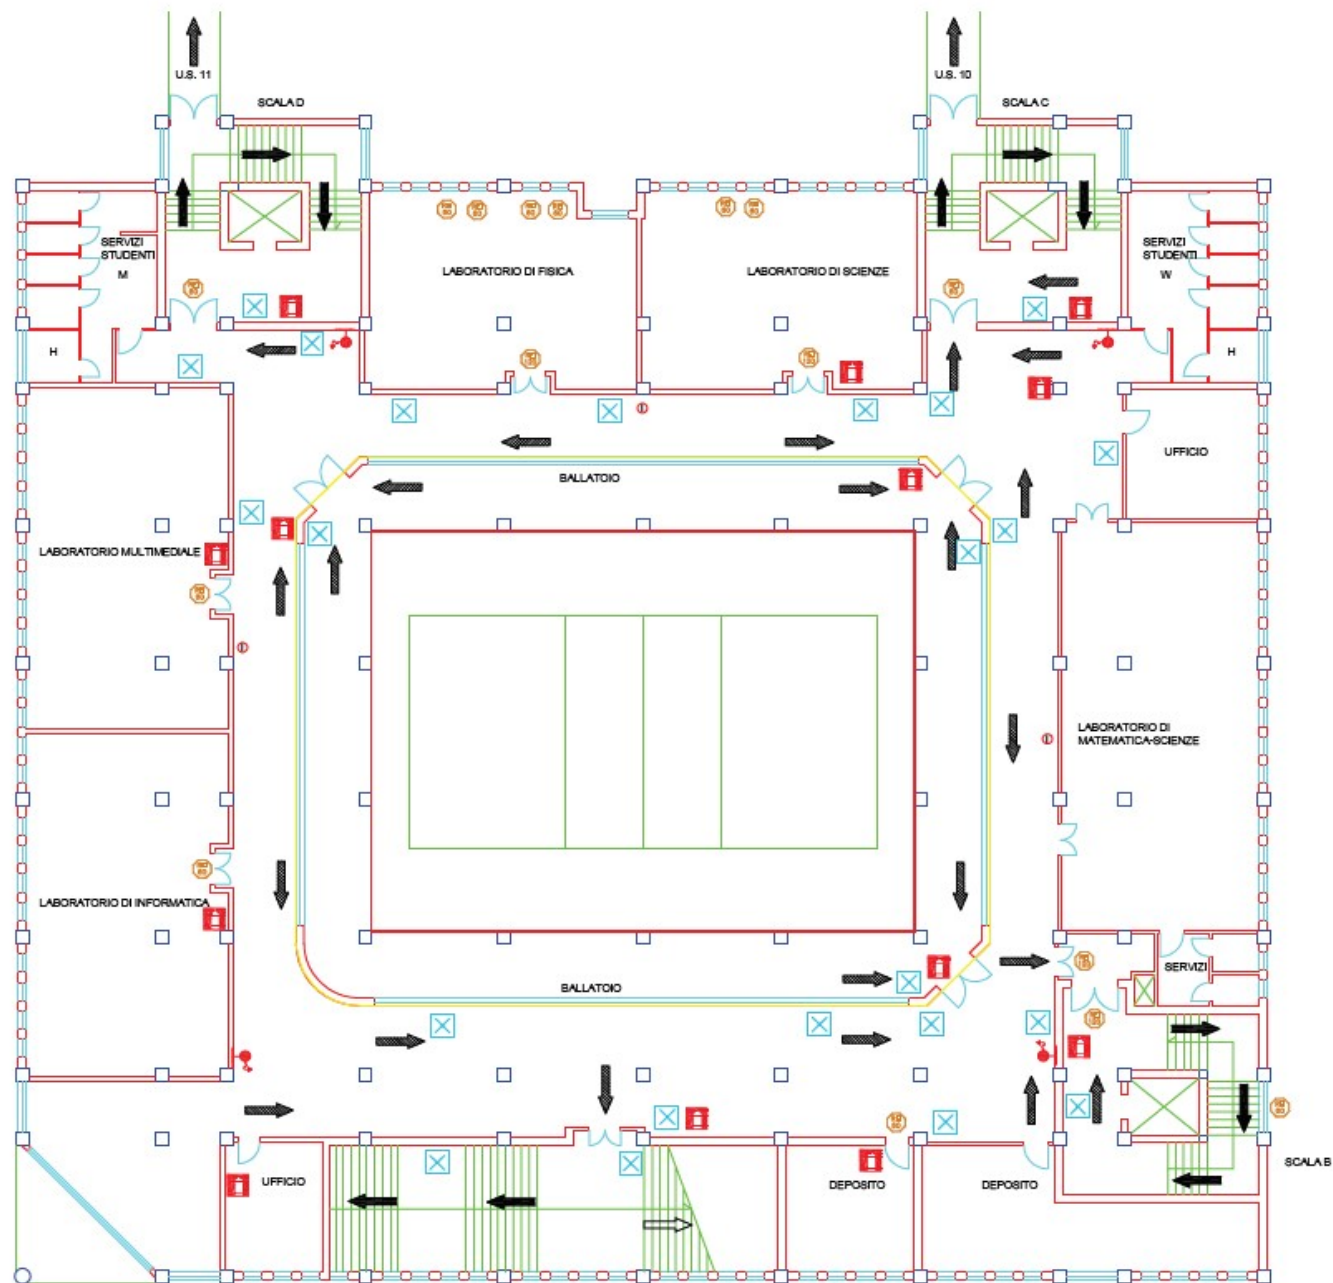 U.S. 11
U.S. 10
SCALA D
SCALA C
SERVIZI
STUDENTI
M
LABORATORIO DI FISICA
LABORATORIO DI SCIENZE
SERVIZI
STUDENTI
W
H
H
UFFICIO
BALLATOIO
LABORATORIO MULTIMEDIALE
LABORATORIO DI
MATEMATICA-SCIENZE
LABORATORIO DI INFORMATICA
SERVIZI
BALLATOIO
SCALA B
UFFICIO
DEPOSITO
DEPOSITO